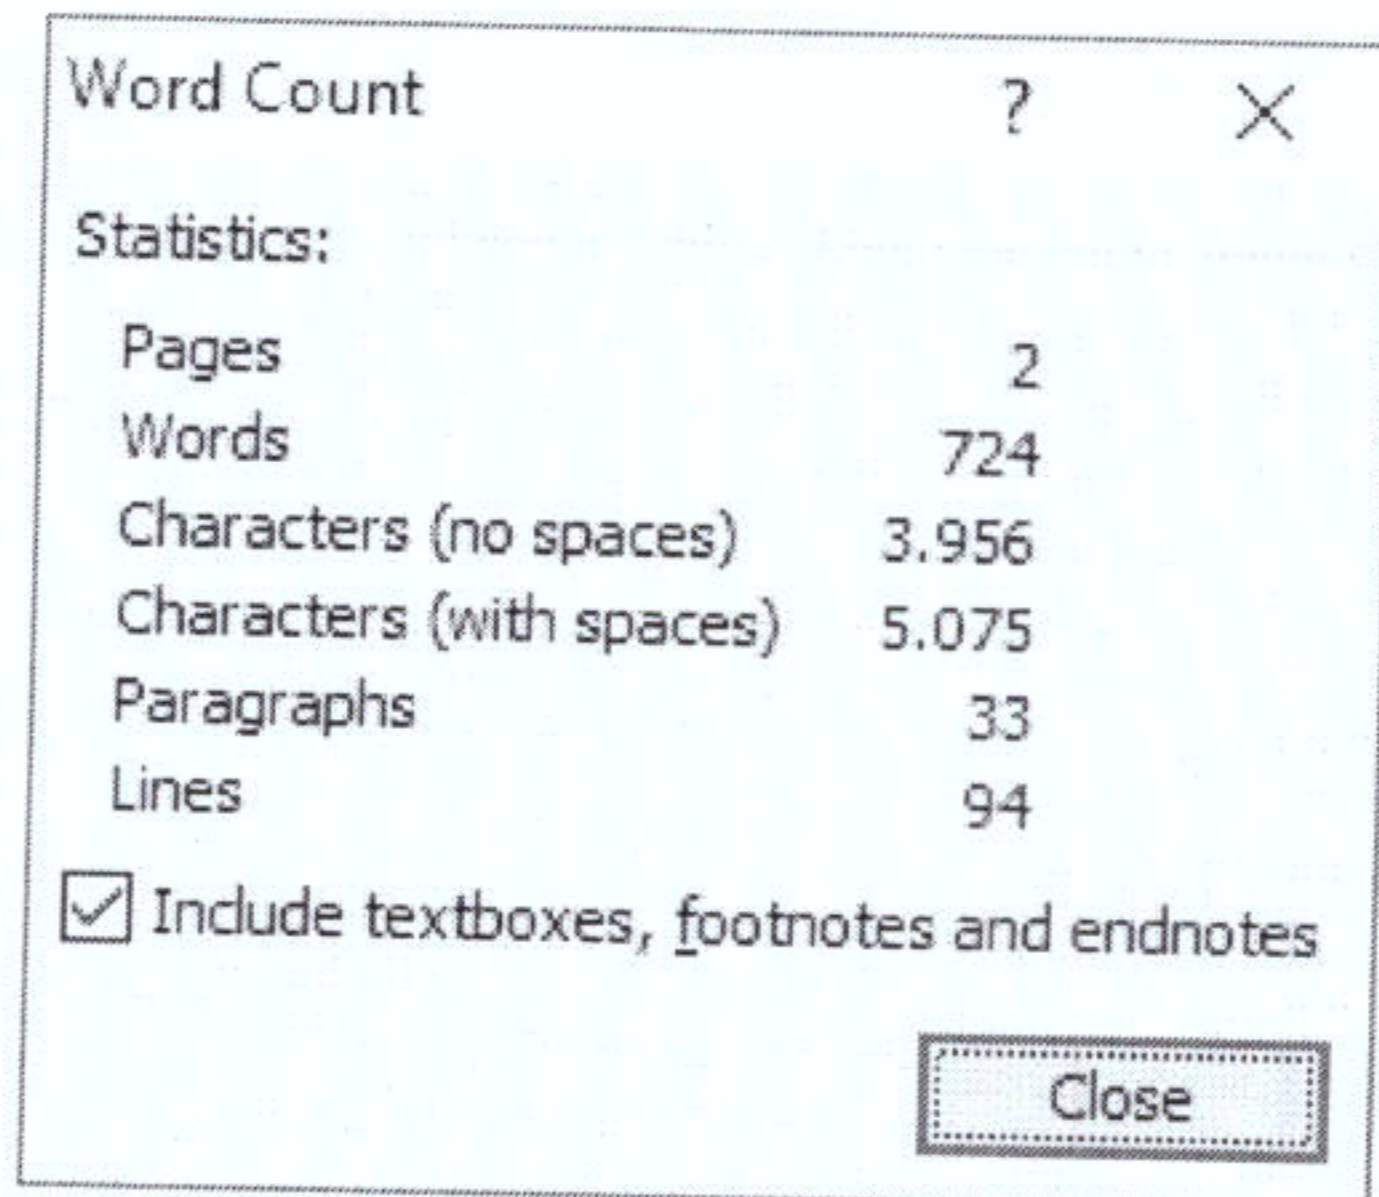 Word Count ? X
Statistics:
Pages 2
Words 724
Characters (no spaces) 3.956
Characters (with spaces) 5.075
Paragraphs 33
Lines 94
Include textboxes, footnotes and endnotes
Close